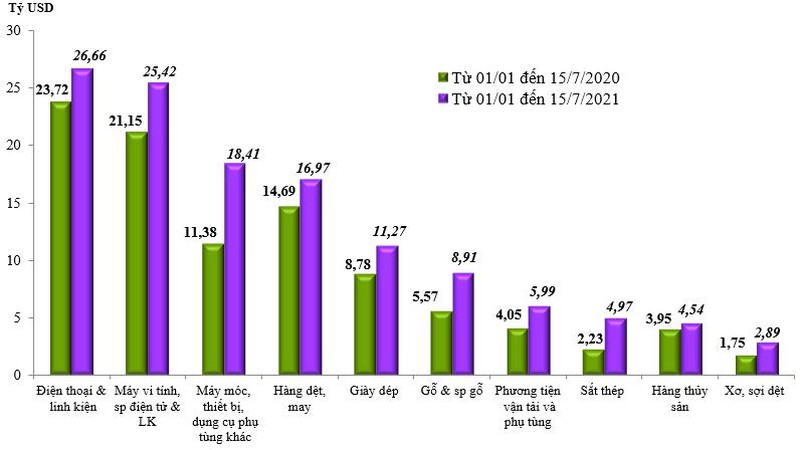 Tỷ USD
30
25
20
15
10
5
0
23,72
26,66
21,15
25,42
11,38
18,41
14,69
16,97
8,78
11,27
5,57
8,91
4,05
5,99
2,23
4,97
3,95
4,54
1,75
2,89
Từ 01/01 đến 15/7/2020
Từ 01/01 đến 15/7/2021
Điện thoại &
linh kiện
Máy vi tính,
sp điện tử &
LK
Máy móc,
thiết bị,
dụng cụ phụ
tùng khác
Hàng dệt,
may
Giày dép
Gỗ & sp gỗ
Phương tiện
vận tải và
phụ tùng
Sắt thép
Hàng thủy
sản
Xơ, sợi dệt